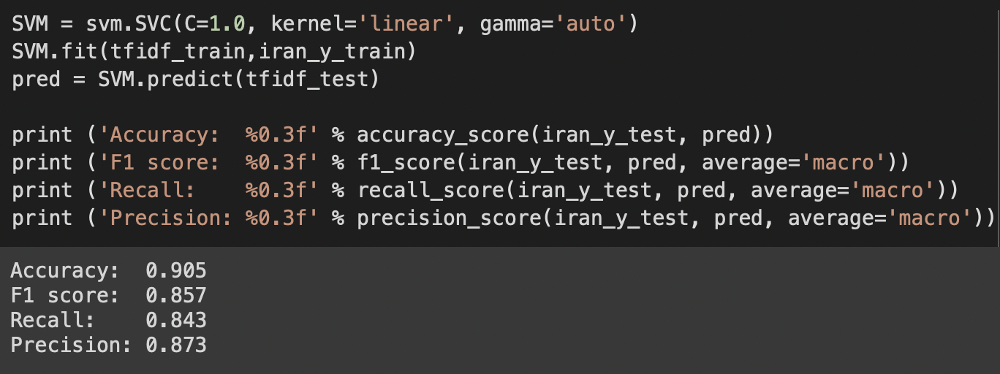 SVM = svm.SVC(C=1.0, kernel='linear', gamma='auto')
SVM.fit(tfidf_train,iran_y_train)
pred = SVM.predict(tfidf_test)
print ('Accuracy:  %0.3f' % accuracy_score(iran_y_test, pred))
print ('F1 score:  %0.3f' % f1_score(iran_y_test, pred, average='macro'))
print ('Recall:    %0.3f' % recall_score(iran_y_test, pred, average='macro'))
print ('Precision: %0.3f' % precision_score(iran_y_test, pred, average='macro'))
Accuracy:  0.905
F1 score:  0.857
Recall:    0.843
Precision: 0.873